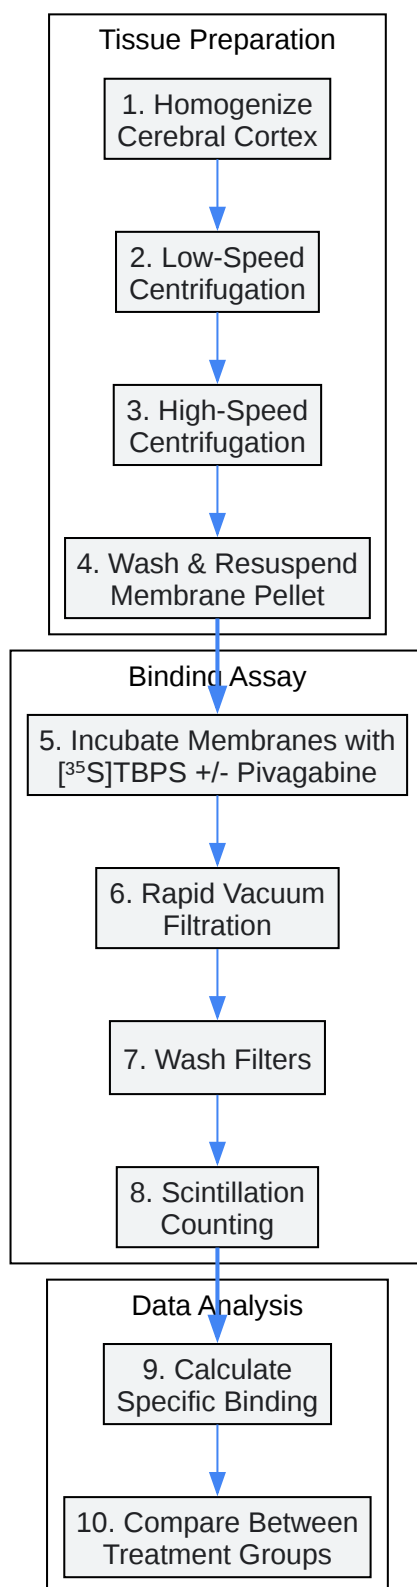 Tissue Preparation
1. Homogenize
Cerebral Cortex
2. Low-Speed
Centrifugation
3. High-Speed
Centrifugation
4. Wash & Resuspend
Membrane Pellet
Binding Assay
5. Incubate Membranes with
[³⁵S]TBPS +/- Pivagabine
6. Rapid Vacuum
Filtration
7. Wash Filters
8. Scintillation
Counting
Data Analysis
9. Calculate
Specific Binding
10. Compare Between
Treatment Groups